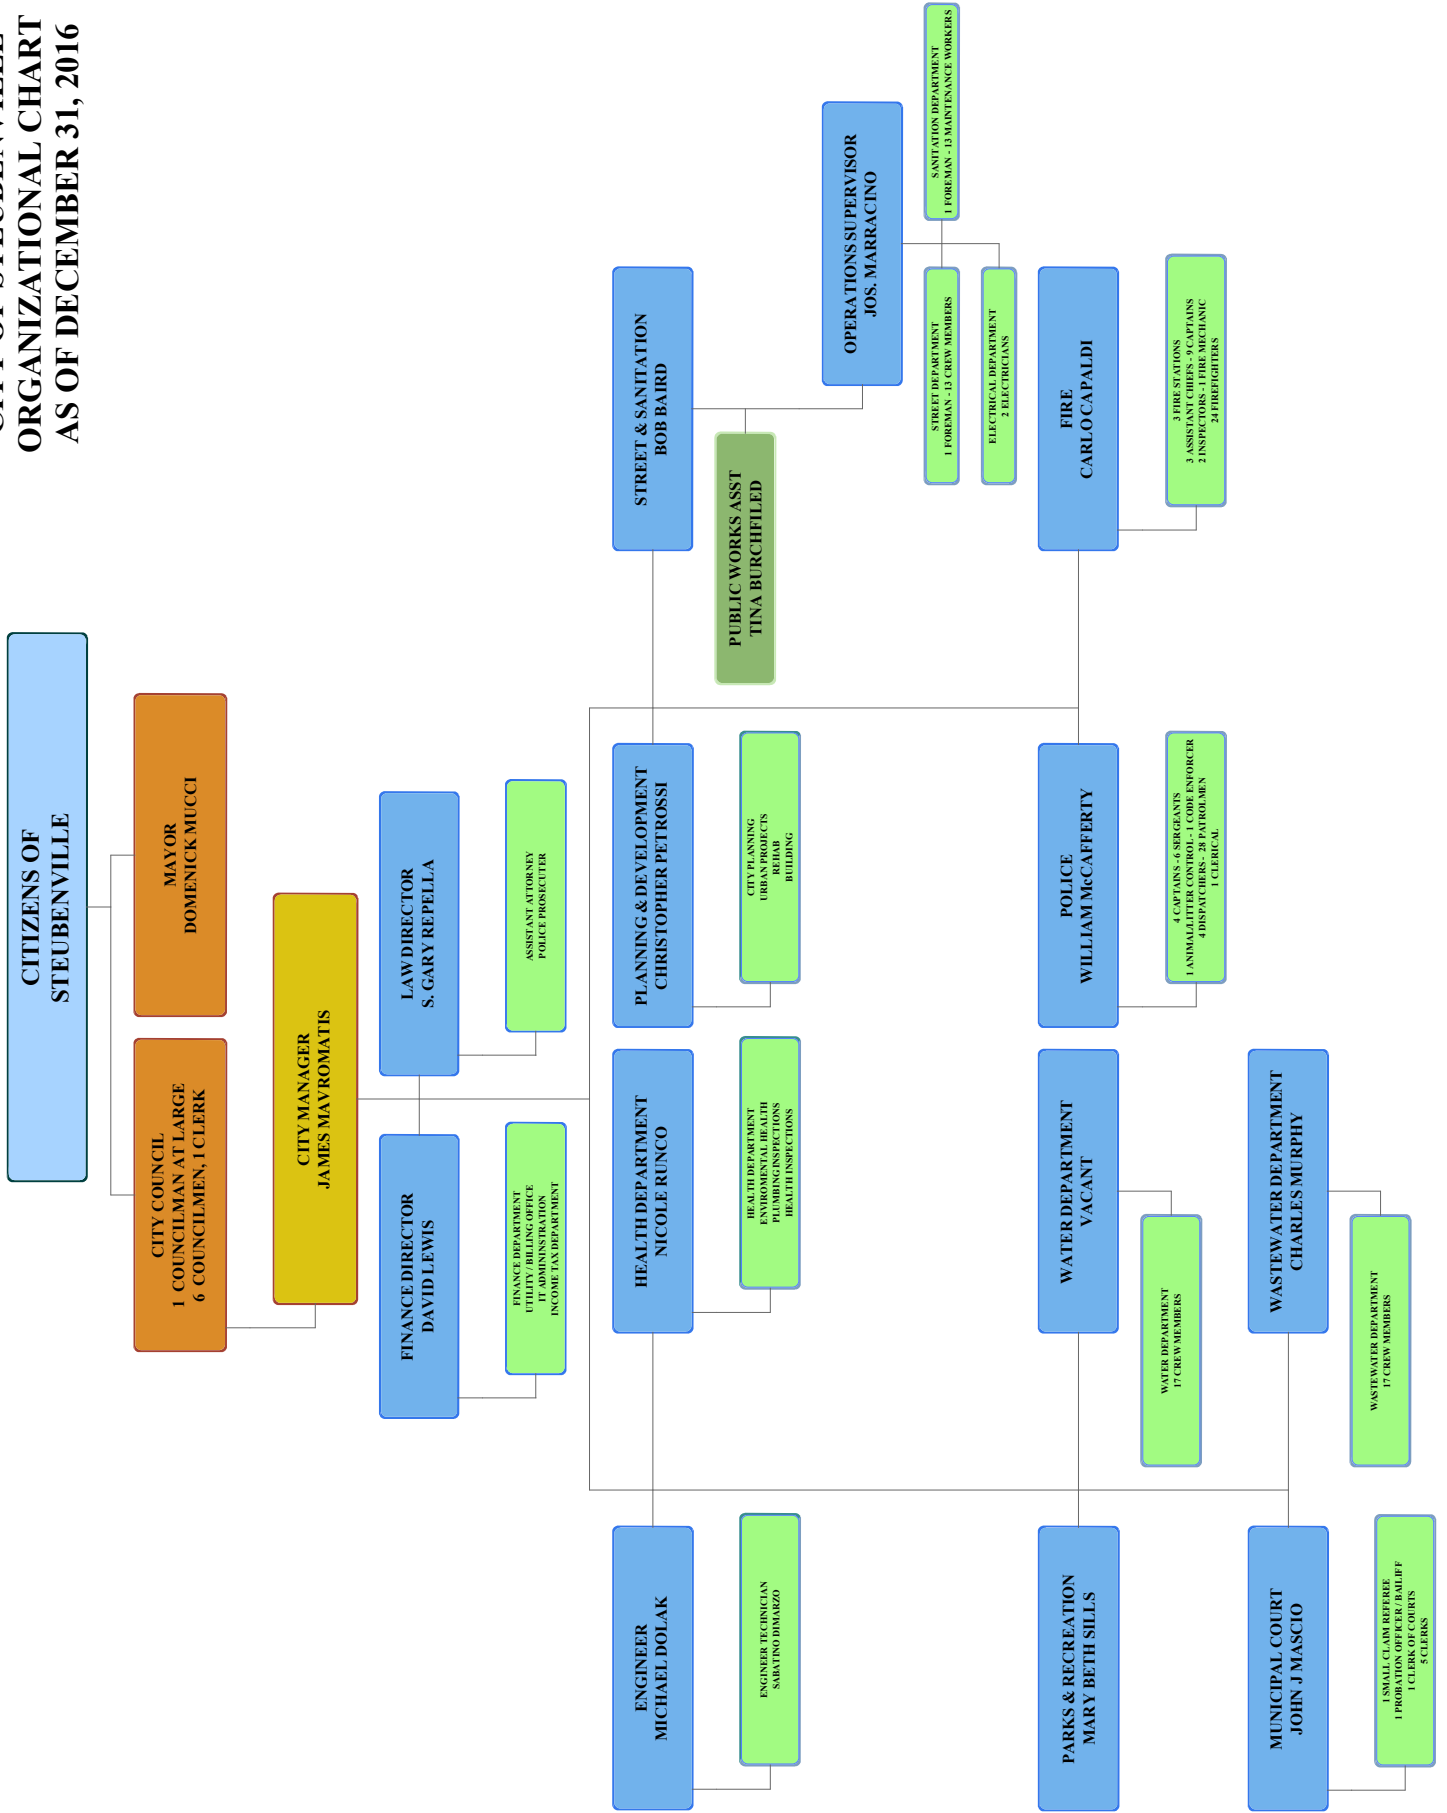 ORGANIZATIONAL CHART
AS OF DECEMBER 31, 2016
CITIZENS OF
STEUBENVILLE
CITY COUNCIL
1 COUNCILMAN AT LARGE
6 COUNCILMEN, 1 CLERK
MAYOR
DOMENICK MUCCI
CITY MANAGER
JAMES MAVROMATIS
FINANCE DIRECTOR
DAVID LEWIS
LAW DIRECTOR
S. GARY REPELLA
FINANCE DEPARTMENT
UTILITY / BILLING OFFICE
IT ADMININSTRATION
INCOME TAX DEPARTMENT
ASSISTANT ATTORNEY
POLICE PROSECUTER
ENGINEER
MICHAEL DOLAK
HEALTH DEPARTMENT
NICOLE RUNCO
PLANNING & DEVELOPMENT
CHRISTOPHER PETROSSI
STREET & SANITATION
BOB BAIRD
ENGINEER TECHNICIAN
SABATINO DIMARZO
HEALTH DEPARTMENT
ENVIROMENTAL HEALTH
PLUMBING INSPECTIONS
HEALTH INSPECTIONS
CITY PLANNING
URBAN PROJECTS
REHAB
BUILDING
PUBLIC WORKS ASST
TINA BURCHFILED
OPERATIONS SUPERVISOR
JOS. MARRACINO
STREET DEPARTMENT
1 FOREMAN - 13 CREW MEMBERS
SANITATION DEPARTMENT
1 FOREMAN - 13 MAINTENANCE WORKERS
ELECTRICAL DEPARTMENT
2 ELECTRICIANS
PARKS & RECREATION
MARY BETH SILLS
WATER DEPARTMENT
VACANT
POLICE
WILLIAM McCAFFERTY
FIRE
CARLO CAPALDI
WATER DEPARTMENT
17 CREW MEMBERS
4 CAPTAINS - 6 SERGEANTS
1 ANIMAL/LITTER CONTROL - 1 CODE ENFORCER
4 DISPATCHERS - 28 PATROLMEN
1 CLERICAL
3 FIRE STATIONS
3 ASSISTANT CHIEFS - 9 CAPTAINS
2 INSPECTORS - 1 FIRE MECHANIC
24 FIREFIGHTERS
MUNICIPAL COURT
JOHN J MASCIO
WASTEWATER DEPARTMENT
CHARLES MURPHY
1 SMALL CLAIM REFEREE
1 PROBATION OFFICER / BAILIFF
1 CLERK OF COURTS
5 CLERKS
WASTEWATER DEPARTMENT
17 CREW MEMBERS